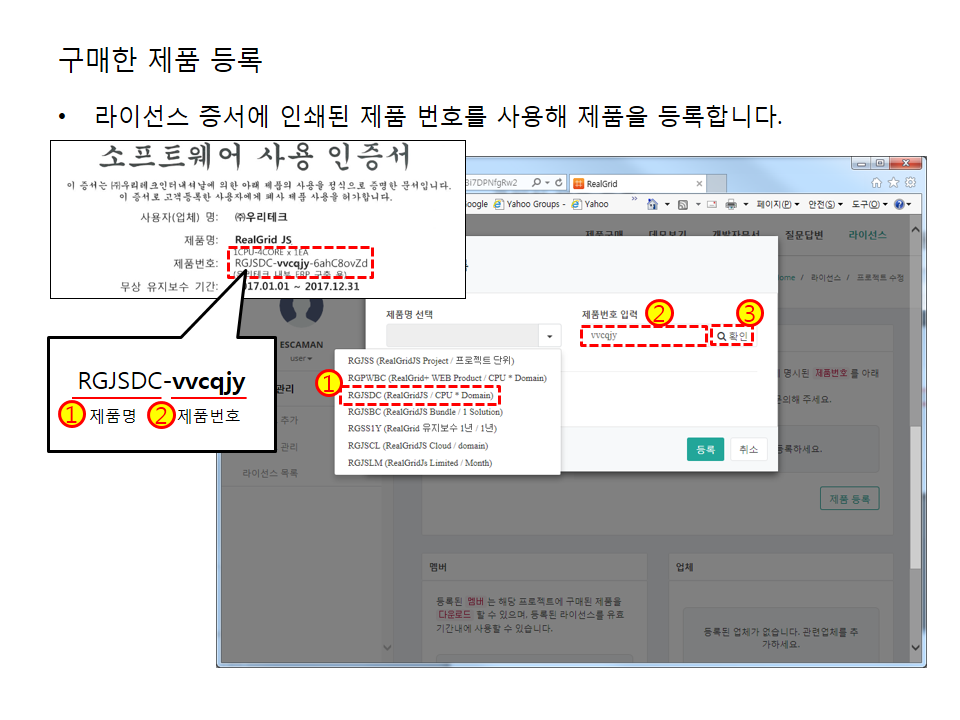 구매한 제품 등록
• 라이선스 증서에 인쇄된 제품 번호를 사용해 제품을 등록합니다.
소프트웨어 사용 인증서
이 증서는 ㈜우리테크인터내셔날에 의한 아래 제품의 사용을 정식으로 증명한 문서입니다.
이 증서로 고객등록한 사용자에게 폐사 제품 사용을 허가합니다.
사용자(업체) 명: ㈜우리테크
제품명: RealGrid JS
1CPU-4CORE x 1EA
제품번호: RGJSDC-vvcqjy-6ahC8ovZd
(우리테크 내부 ERP 구축 용)
무상 유지보수 기간: 2017.01.01 ~ 2017.12.31
RGJSDC-vvcqjy
1 제품명 2 제품번호
3i7DPNfgRw2
RealGrid
oogle Yahoo Groups - Yahoo
페이지(P) 안전(S) 도구(O)
제품구매 데모보기 개발자문서 질문답변 라이선스
ome / 라이선스 / 프로젝트 수정
ESCAMAN
user
관리
추가
관리
라이선스 목록
제품명 선택
제품번호 입력 2 3
vvcqjy
확인
RGJSS (RealGridJS Project / 프로젝트 단위)
RGPWBC (RealGrid+ WEB Product / CPU * Domain)
1 RGJSDC (RealGridJS / CPU * Domain)
RGJSBC (RealGridJS Bundle / 1 Solution)
RGSS1Y (RealGrid 유지보수 1년 / 1년)
RGJSCL (RealGridJS Cloud / domain)
RGJSLM (RealGridJs Limited / Month)
등록 취소
명시된 제품번호 를 아래
문의해 주세요.
등록하세요.
제품 등록
멤버
등록된 멤버 는 해당 프로젝트에 구매된 제품을
다운로드 할 수 있으며, 등록된 라이선스를 유효
기간내에 사용할 수 있습니다.
업체
등록된 업체가 없습니다. 관련업체를 추
가하세요.